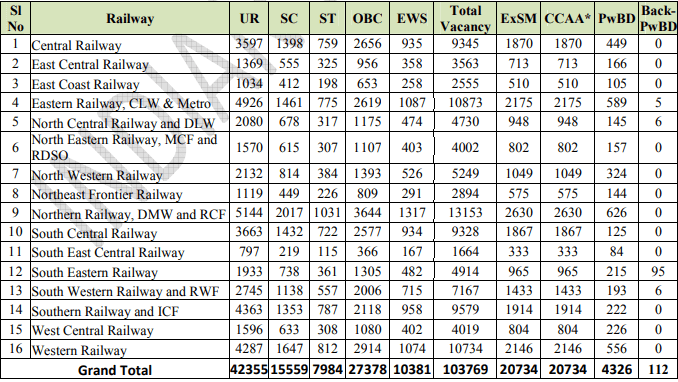 Sl No Railway UR SC ST OBC EWS Total Vacancy ExSM CCAA* PwBD Back-PwBD
1 Central Railway 3597 1398 759 2656 935 9345 1870 1870 449 0
2 East Central Railway 1369 555 325 956 358 3563 713 713 166 0
3 East Coast Railway 1034 412 198 653 258 2555 510 510 105 0
4 Eastern Railway, CLW & Metro 4926 1461 775 2619 1087 10873 2175 2175 589 5
5 North Central Railway and DLW 2080 678 317 1175 474 4730 948 948 145 6
6 North Eastern Railway, MCF and RDSO 1570 615 307 1107 403 4002 802 802 157 0
7 North Western Railway 2132 814 384 1393 526 5249 1049 1049 324 0
8 Northeast Frontier Railway 1119 449 226 809 291 2894 575 575 144 0
9 Northern Railway, DMW and RCF 5144 2017 1031 3644 1317 13153 2630 2630 626 0
10 South Central Railway 3663 1432 722 2577 934 9328 1867 1867 125 0
11 South East Central Railway 797 219 115 366 167 1664 333 333 84 0
12 South Eastern Railway 1933 738 361 1305 482 4914 965 965 215 95
13 South Western Railway and RWF 2745 1138 557 2006 715 7167 1433 1433 193 6
14 Southern Railway and ICF 4363 1353 787 2118 958 9579 1914 1914 222 0
15 West Central Railway 1596 633 308 1080 402 4019 804 804 226 0
16 Western Railway 4287 1647 812 2914 1074 10734 2146 2146 556 0
Grand Total 42355 15559 7984 27378 10381 103769 20734 20734 4326 112
INDIAN